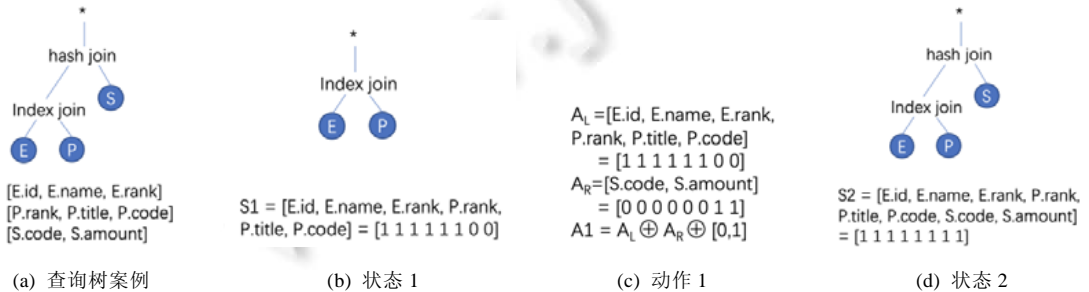 *
hash join
S
Index join
E
P
[E.id, E.name, E.rank]
[P.rank, P.title, P.code]
[S.code, S.amount]
(a) 查询树案例
*
Index join
E
P
S1 = [E.id, E.name, E.rank, P.rank,
P.title, P.code] = [1 1 1 1 1 1 0 0]
(b) 状态 1
A_L =[E.id, E.name, E.rank,
P.rank, P.title, P.code]
= [1 1 1 1 1 1 0 0]
A_R=[S.code, S.amount]
= [0 0 0 0 0 0 1 1]
A1 = A_L ⊕ A_R ⊕ [0,1]
(c) 动作 1
*
hash join
S
Index join
E
P
S2 = [E.id, E.name, E.rank, P.rank,
P.title, P.code, S.code, S.amount]
= [1 1 1 1 1 1 1 1]
(d) 状态 2